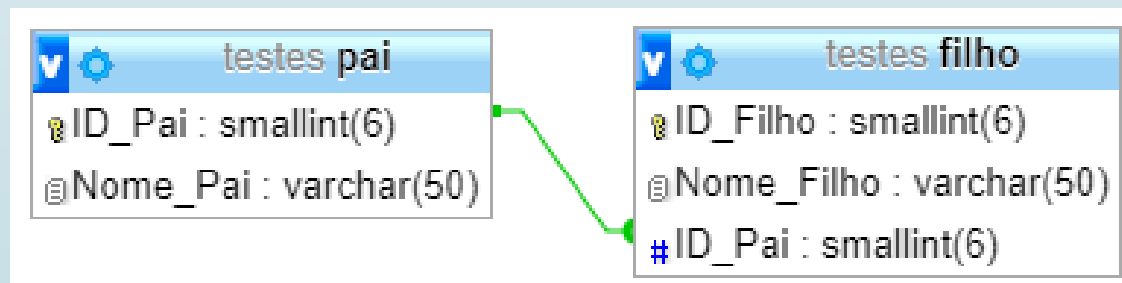 testes pai
ID_Pai : smallint(6)
Nome_Pai : varchar(50)
testes filho
ID_Filho : smallint(6)
Nome_Filho : varchar(50)
# ID_Pai : smallint(6)